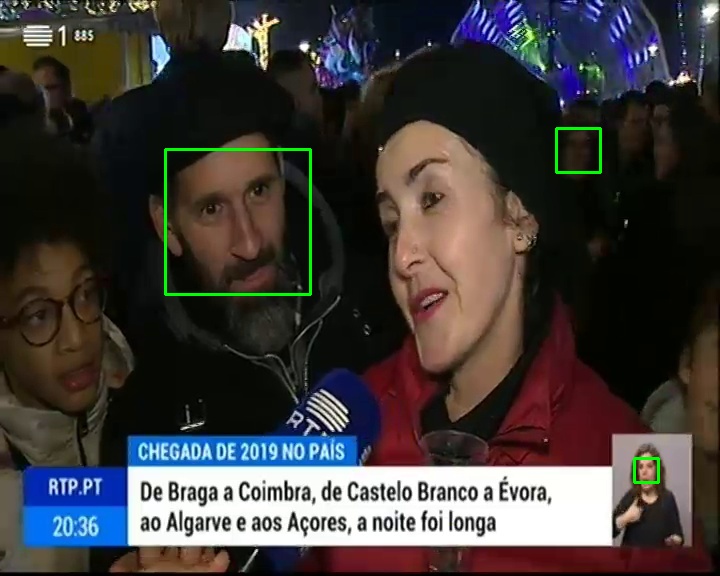 1 885
RT
CHEGADA DE 2019 NO PAÍS
RTP.PT
De Braga a Coimbra, de Castelo Branco a Évora,
20:36
ao Algarve e aos Açores, a noite foi longa